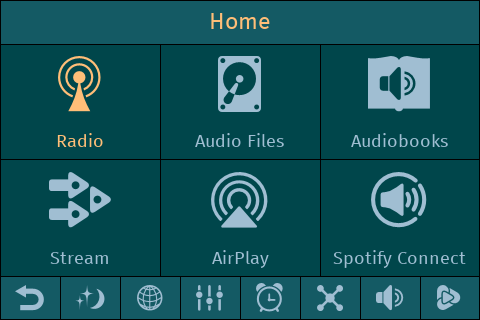 Home
Radio
Audio Files
Audiobooks
Stream
AirPlay
Spotify Connect